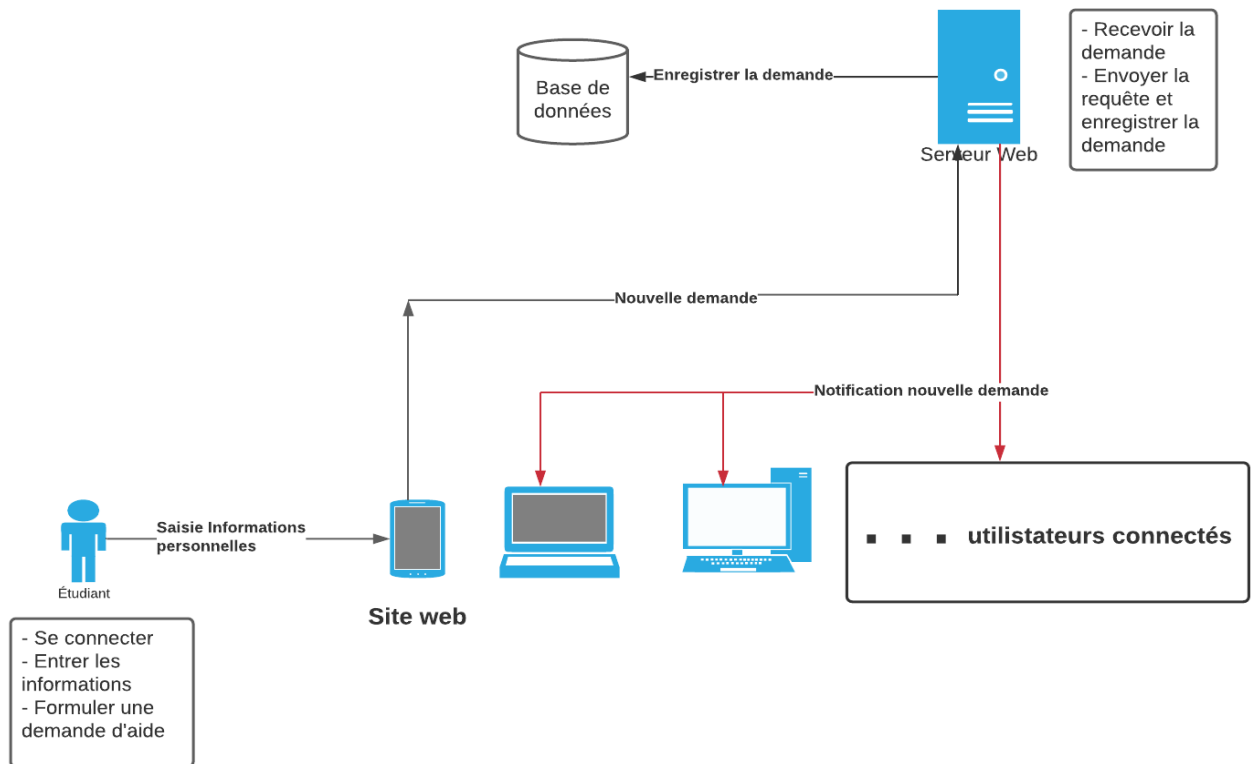 - Recevoir la
demande
- Envoyer la
requête et
enregistrer la
demande
Base de
données
Enregistrer la demande
Serveur Web
Nouvelle demande
Notification nouvelle demande
Saisie Informations
personnelles
▪ ▪ ▪ utilistateurs connectés
Étudiant
Site web
- Se connecter
- Entrer les
informations
- Formuler une
demande d'aide